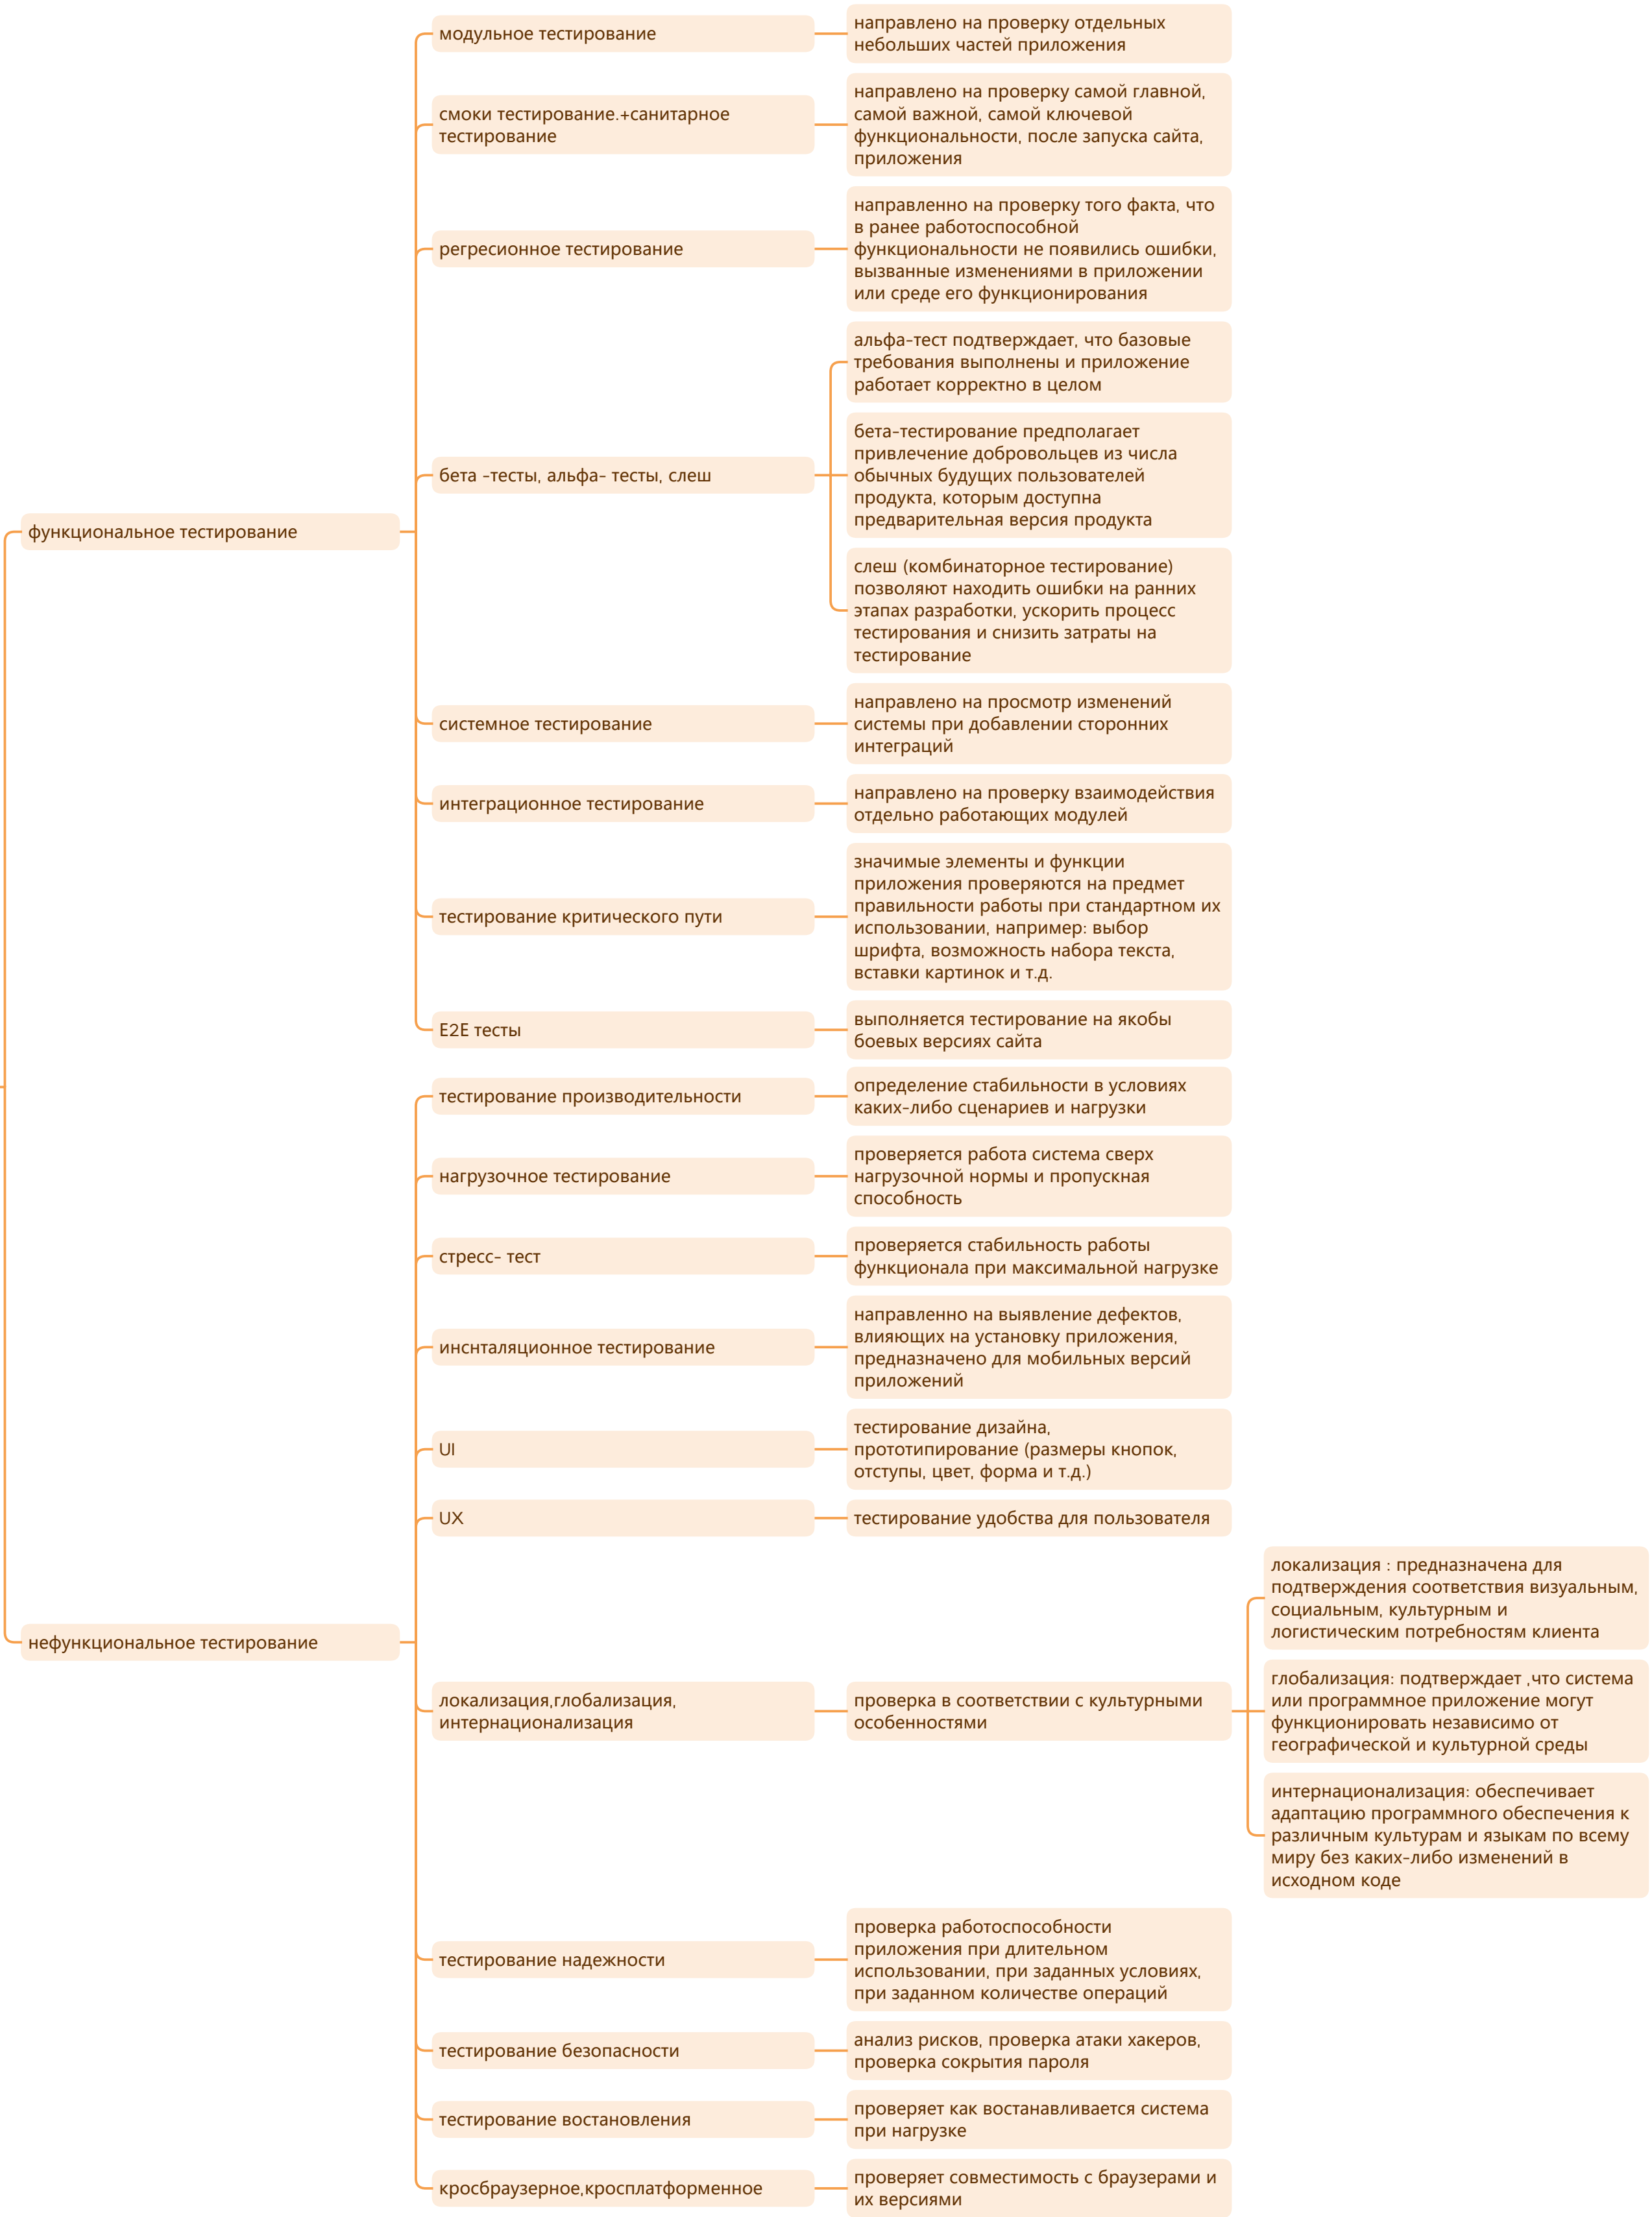 модульное тестирование
направлено на проверку отдельных
небольших частей приложения
смоки тестирование.+санитарное
тестирование
направлено на проверку самой главной,
самой важной, самой ключевой
функциональности, после запуска сайта,
приложения
регресионное тестирование
направленно на проверку того факта, что
в ранее работоспособной
функциональности не появились ошибки,
вызванные изменениями в приложении
или среде его функционирования
функциональное тестирование
бета -тесты, альфа- тесты, слеш
альфа-тест подтверждает, что базовые
требования выполнены и приложение
работает корректно в целом
бета-тестирование предполагает
привлечение добровольцев из числа
обычных будущих пользователей
продукта, которым доступна
предварительная версия продукта
слеш (комбинаторное тестирование)
позволяют находить ошибки на ранних
этапах разработки, ускорить процесс
тестирования и снизить затраты на
тестирование
системное тестирование
направлено на просмотр изменений
системы при добавлении сторонних
интеграций
интеграционное тестирование
направлено на проверку взаимодействия
отдельно работающих модулей
тестирование критического пути
значимые элементы и функции
приложения проверяются на предмет
правильности работы при стандартном их
использовании, например: выбор
шрифта, возможность набора текста,
вставки картинок и т.д.
E2E тесты
выполняется тестирование на якобы
боевых версиях сайта
тестирование производительности
определение стабильности в условиях
каких-либо сценариев и нагрузки
нагрузочное тестирование
проверяется работа система сверх
нагрузочной нормы и пропускная
способность
стресс- тест
проверяется стабильность работы
функционала при максимальной нагрузке
инснталяционное тестирование
направленно на выявление дефектов,
влияющих на установку приложения,
предназначено для мобильных версий
приложений
UI
тестирование дизайна,
прототипирование (размеры кнопок,
отступы, цвет, форма и т.д.)
UX
тестирование удобства для пользователя
нефункциональное тестирование
локализация,глобализация,
интернационализация
проверка в соответствии с культурными
особенностями
локализация : предназначена для
подтверждения соответствия визуальным,
социальным, культурным и
логистическим потребностям клиента
глобализация: подтверждает ,что система
или программное приложение могут
функционировать независимо от
географической и культурной среды
интернационализация: обеспечивает
адаптацию программного обеспечения к
различным культурам и языкам по всему
миру без каких-либо изменений в
исходном коде
тестирование надежности
проверка работоспособности
приложения при длительном
использовании, при заданных условиях,
при заданном количестве операций
тестирование безопасности
анализ рисков, проверка атаки хакеров,
проверка сокрытия пароля
тестирование востановления
проверяет как востанавливается система
при нагрузке
кросбраузерное,кросплатформенное
проверяет совместимость с браузерами и
их версиями